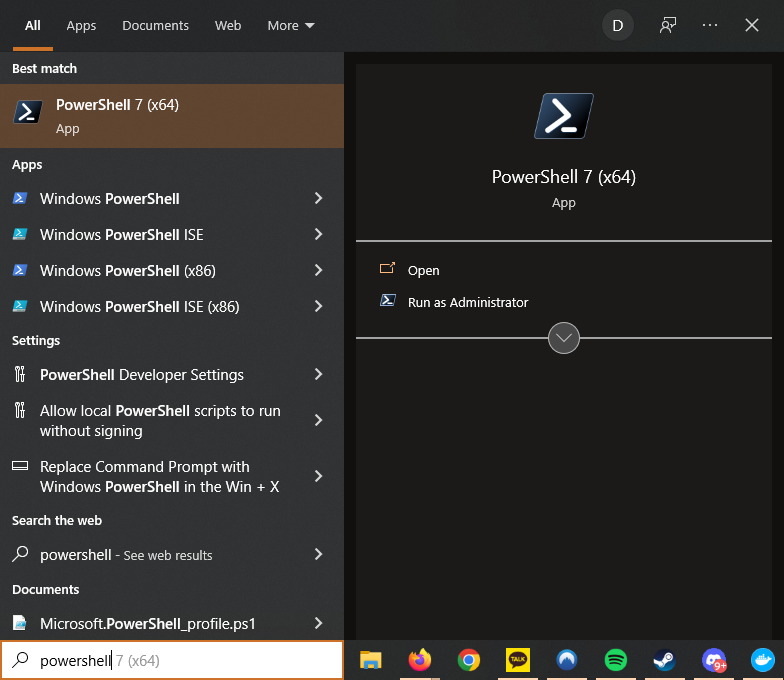 All Apps Documents Web More D
Best match
PowerShell 7 (x64)
App
Apps
Windows PowerShell
Windows PowerShell ISE
Windows PowerShell (x86)
Windows PowerShell ISE (x86)
Settings
PowerShell Developer Settings
Allow local PowerShell scripts to run
without signing
Replace Command Prompt with
Windows PowerShell in the Win + X
Search the web
powershell - See web results
Documents
Microsoft.PowerShell_profile.ps1
powershell 7 (x64)
PowerShell 7 (x64)
App
Open
Run as Administrator
TALK
9+